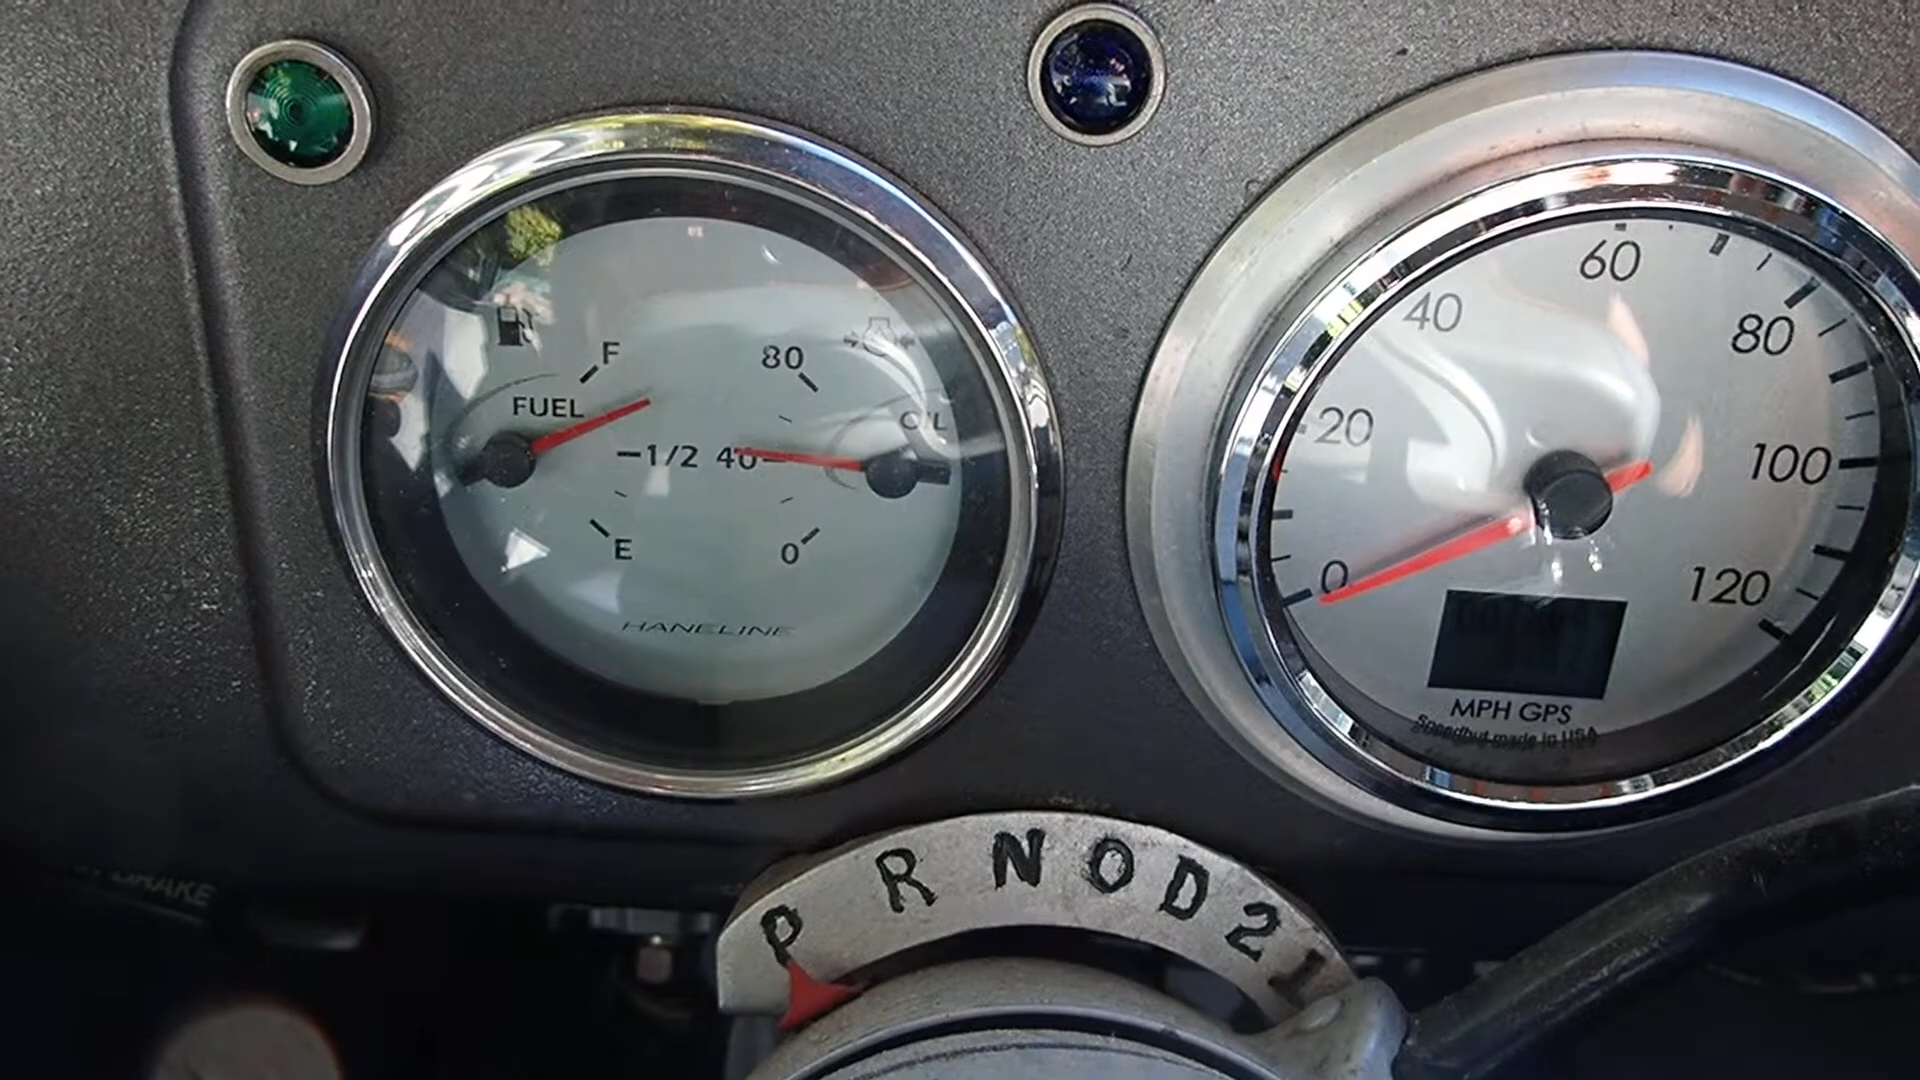 F
FUEL
1/2
E
80
OIL
40
0
HANELINE
0
20
40
60
80
100
120
MPH GPS
Speedhut made in USA
BRAKE
P R N O D 2 1